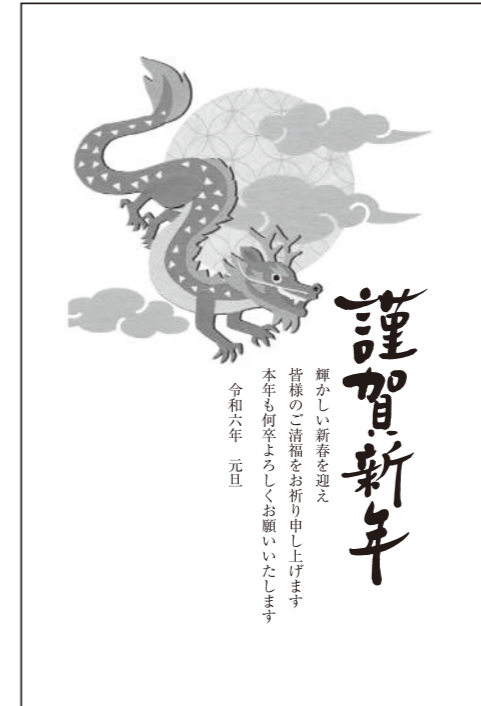 謹賀新年
輝かしい新春を迎え
皆様のご清福をお祈り申し上げます
本年も何卒よろしくお願いいたします
令和六年　元旦